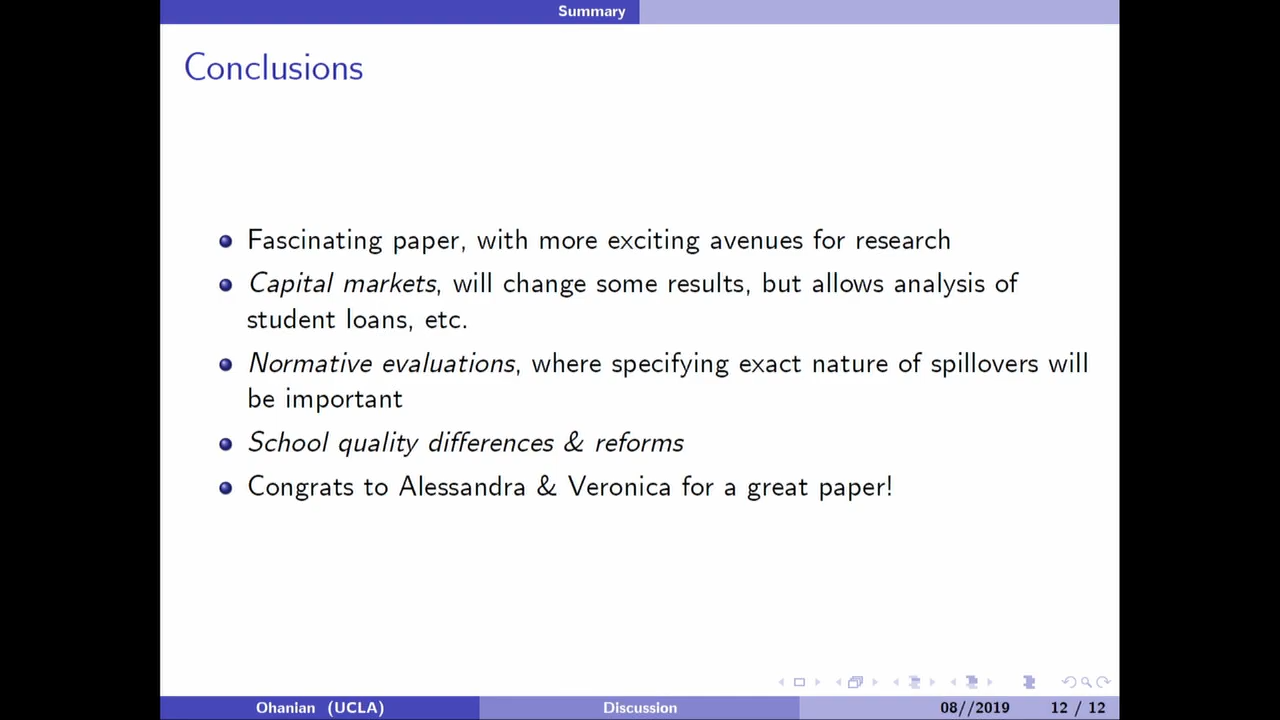 Summary
Conclusions
Fascinating paper, with more exciting avenues for research
Capital markets, will change some results, but allows analysis of
student loans, etc.
Normative evaluations, where specifying exact nature of spillovers will
be important
School quality differences & reforms
Congrats to Alessandra & Veronica for a great paper!
Ohanian (UCLA)
Discussion
08//2019
12 / 12